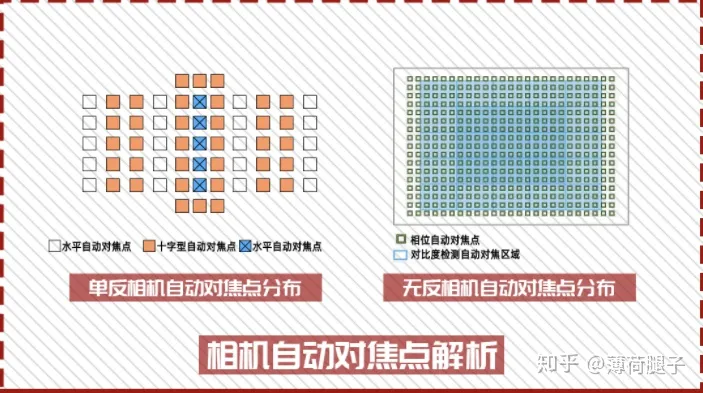 水平自动对焦点 十字型自动对焦点 水平自动对焦点
相位自动对焦点
对比度检测自动对焦区域
单反相机自动对焦点分布
无反相机自动对焦点分布
相机自动对焦点解析
知乎 @薄荷腿子